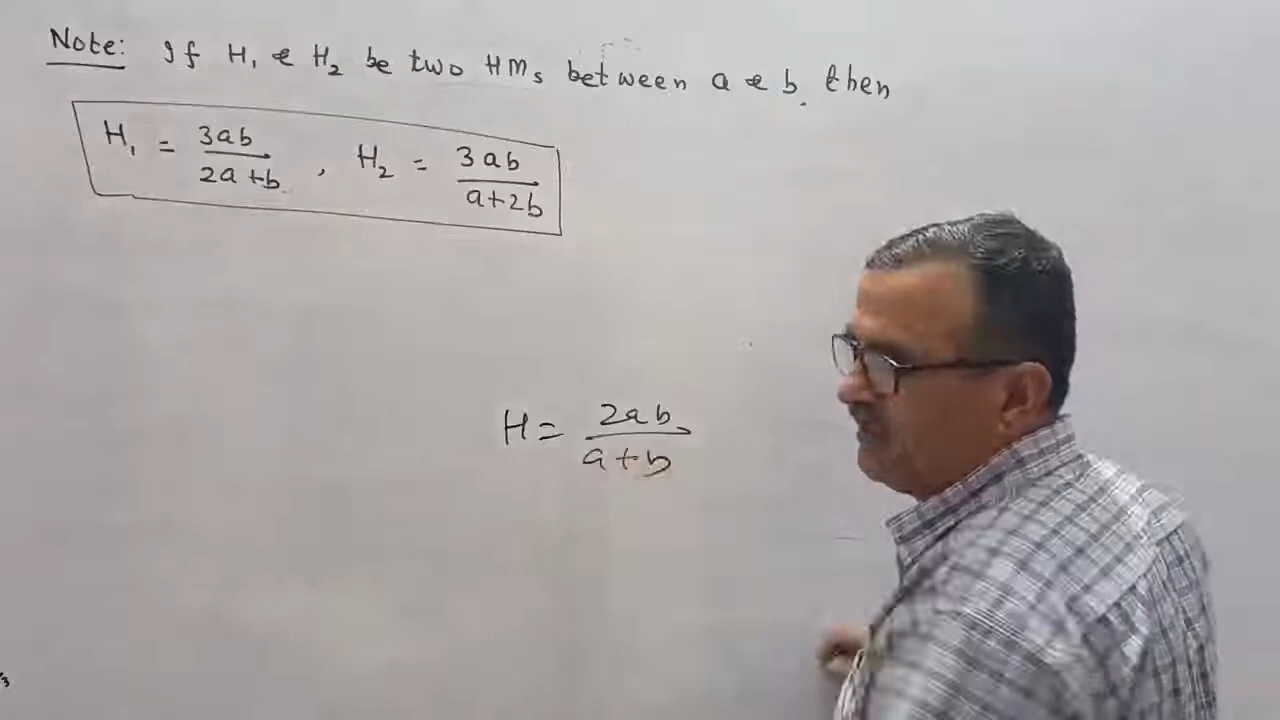 Note: If H₁ & H₂ be two HMs between a & b, then
H₁ = 3ab/2a+b , H₂ = 3ab/a+2b
H = 2ab/a+b